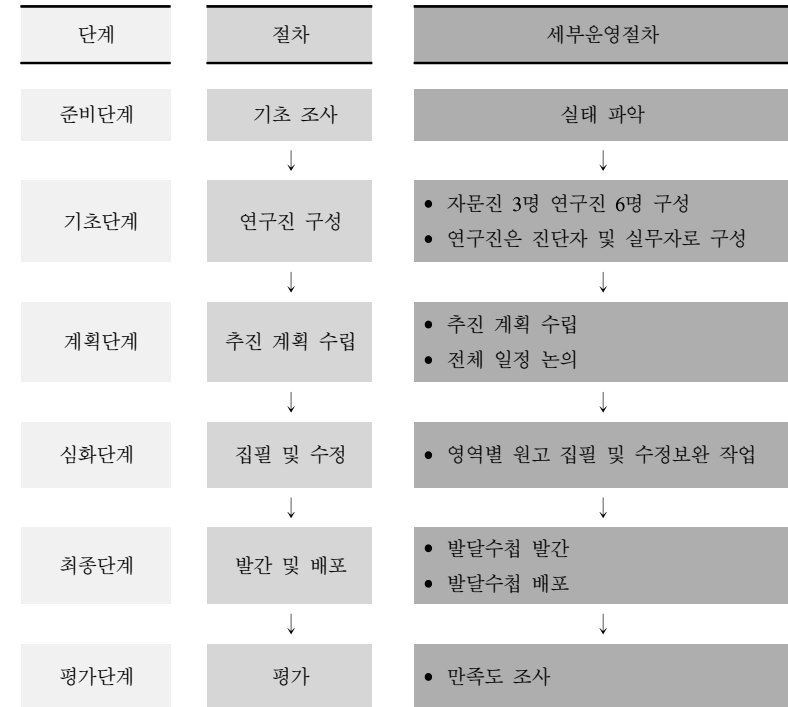 단계 절차 세부운영절차
준비단계 기초 조사 실태 파악
↓ ↓
기초단계 연구진 구성
• 자문진 3명 연구진 6명 구성
• 연구진은 진단자 및 실무자로 구성
↓ ↓
계획단계 추진 계획 수립
• 추진 계획 수립
• 전체 일정 논의
↓ ↓
심화단계 집필 및 수정
• 영역별 원고 집필 및 수정보완 작업
↓ ↓
최종단계 발간 및 배포
• 발달수첩 발간
• 발달수첩 배포
↓ ↓
평가단계 평가
• 만족도 조사